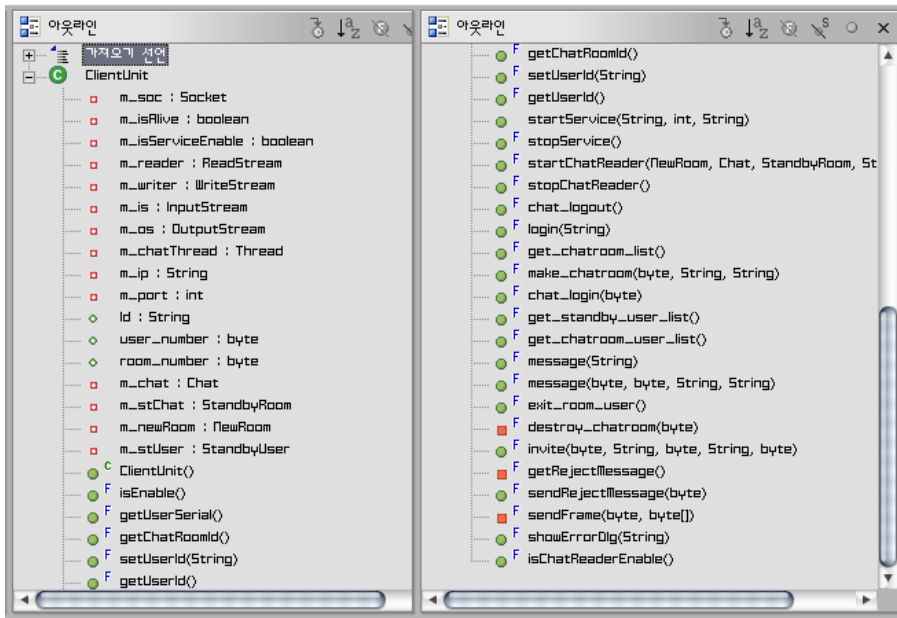 아웃라인
가져오기 선언
ClientUnit
m_soc : Socket
m_isAlive : boolean
m_isServiceEnable : boolean
m_reader : ReadStream
m_writer : WriteStream
m_is : InputStream
m_os : OutputStream
m_chatThread : Thread
m_ip : String
m_port : int
Id : String
user_number : byte
room_number : byte
m_chat : Chat
m_stChat : StandbyRoom
m_newRoom : NewRoom
m_stUser : StandbyUser
ClientUnit()
isEnable()
getUserSerial()
getChatRoomId()
setUserId(String)
getUserId()
아웃라인
getChatRoomId()
setUserId(String)
getUserId()
startService(String, int, String)
stopService()
startChatReader(NewRoom, Chat, StandbyRoom, St
stopChatReader()
chat_logout()
login(String)
get_chatroom_list()
make_chatroom(byte, String, String)
chat_login(byte)
get_standby_user_list()
get_chatroom_user_list()
message(String)
message(byte, byte, String, String)
exit_room_user()
destroy_chatroom(byte)
invite(byte, String, byte, String, byte)
getRejectMessage()
sendRejectMessage(byte)
sendFrame(byte, byte[])
showErrorDlg(String)
isChatReaderEnable()